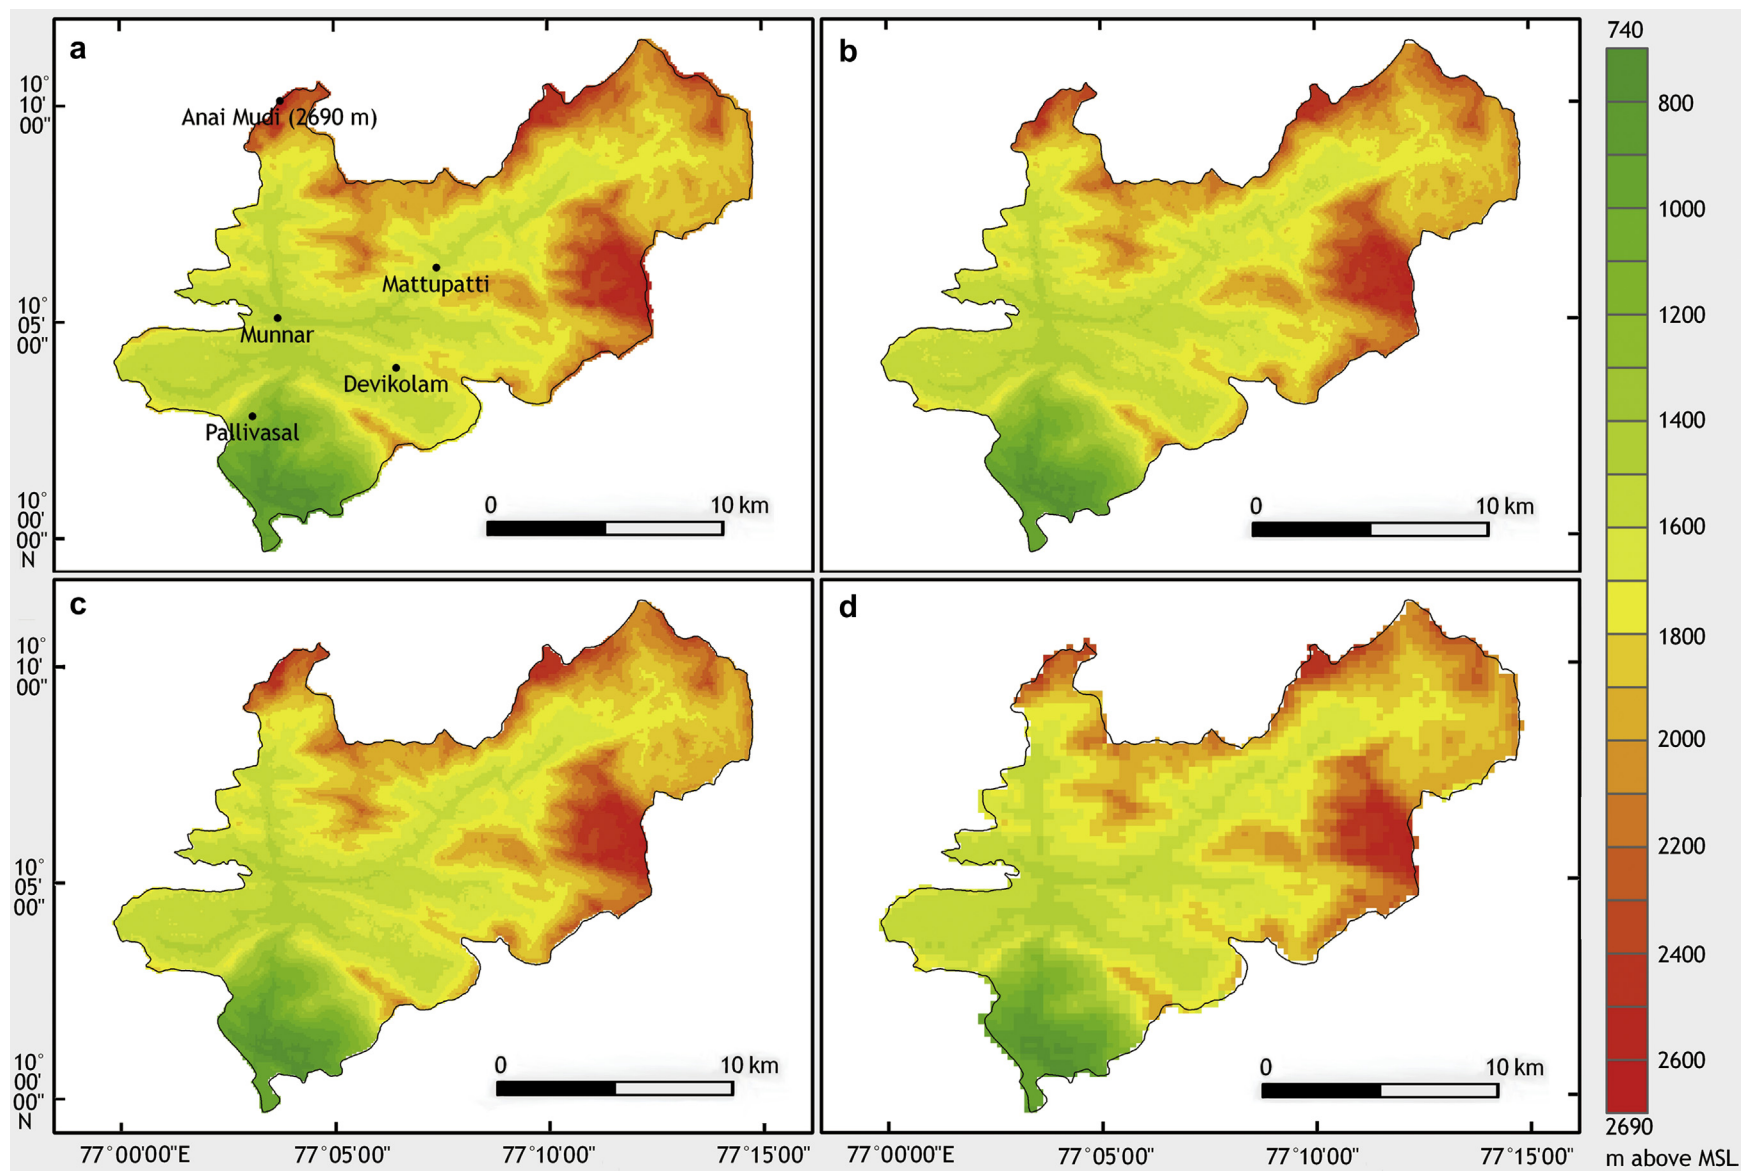 a
b
740
10°
10'
00"
Anai Mudi (2690 m)
800
1000
Mattupatti
10°
05'
00"
Munnar
1200
Devikolam
1400
Pallivasal
10°
00'
00"
N
0 10 km
0 10 km
1600
c
d
1800
10°
10'
00"
2000
2200
10°
05'
00"
2400
10°
00'
00"
N
0 10 km
0 10 km
2600
2690
m above MSL
77°00'00"E 77°05'00" 77°10'00" 77°15'00" 77°00'00"E 77°05'00" 77°10'00" 77°15'00"